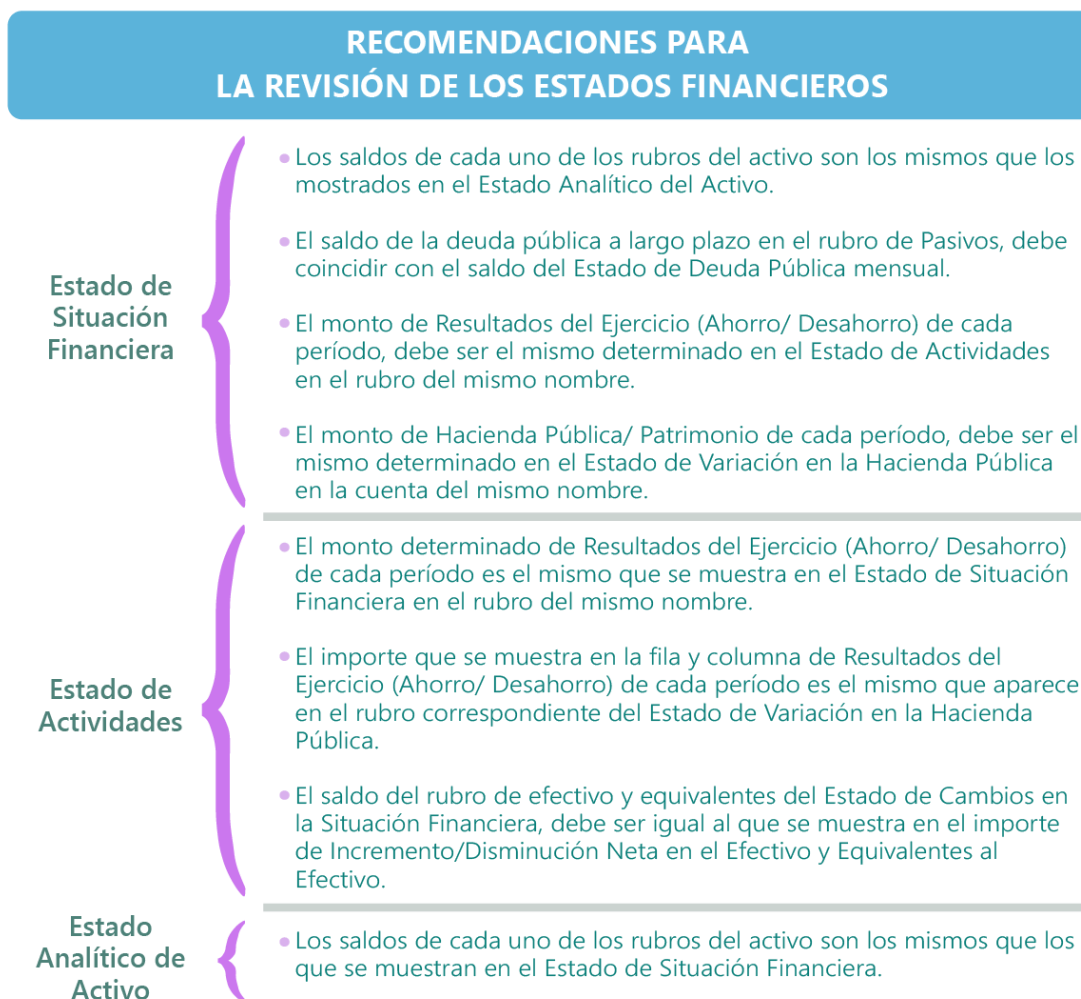 RECOMENDACIONES PARA
LA REVISIÓN DE LOS ESTADOS FINANCIEROS
Estado de
Situación
Financiera
Los saldos de cada uno de los rubros del activo son los mismos que los
mostrados en el Estado Analítico del Activo.
El saldo de la deuda pública a largo plazo en el rubro de Pasivos, debe
coincidir con el saldo del Estado de Deuda Pública mensual.
El monto de Resultados del Ejercicio (Ahorro/ Desahorro) de cada
período, debe ser el mismo determinado en el Estado de Actividades
en el rubro del mismo nombre.
El monto de Hacienda Pública/ Patrimonio de cada período, debe ser el
mismo determinado en el Estado de Variación en la Hacienda Pública
en la cuenta del mismo nombre.
Estado de
Actividades
El monto determinado de Resultados del Ejercicio (Ahorro/ Desahorro)
de cada período es el mismo que se muestra en el Estado de Situación
Financiera en el rubro del mismo nombre.
El importe que se muestra en la fila y columna de Resultados del
Ejercicio (Ahorro/ Desahorro) de cada período es el mismo que aparece
en el rubro correspondiente del Estado de Variación en la Hacienda
Pública.
El saldo del rubro de efectivo y equivalentes del Estado de Cambios en
la Situación Financiera, debe ser igual al que se muestra en el importe
de Incremento/Disminución Neta en el Efectivo y Equivalentes al
Efectivo.
Estado
Analítico de
Activo
Los saldos de cada uno de los rubros del activo son los mismos que los
que se muestran en el Estado de Situación Financiera.